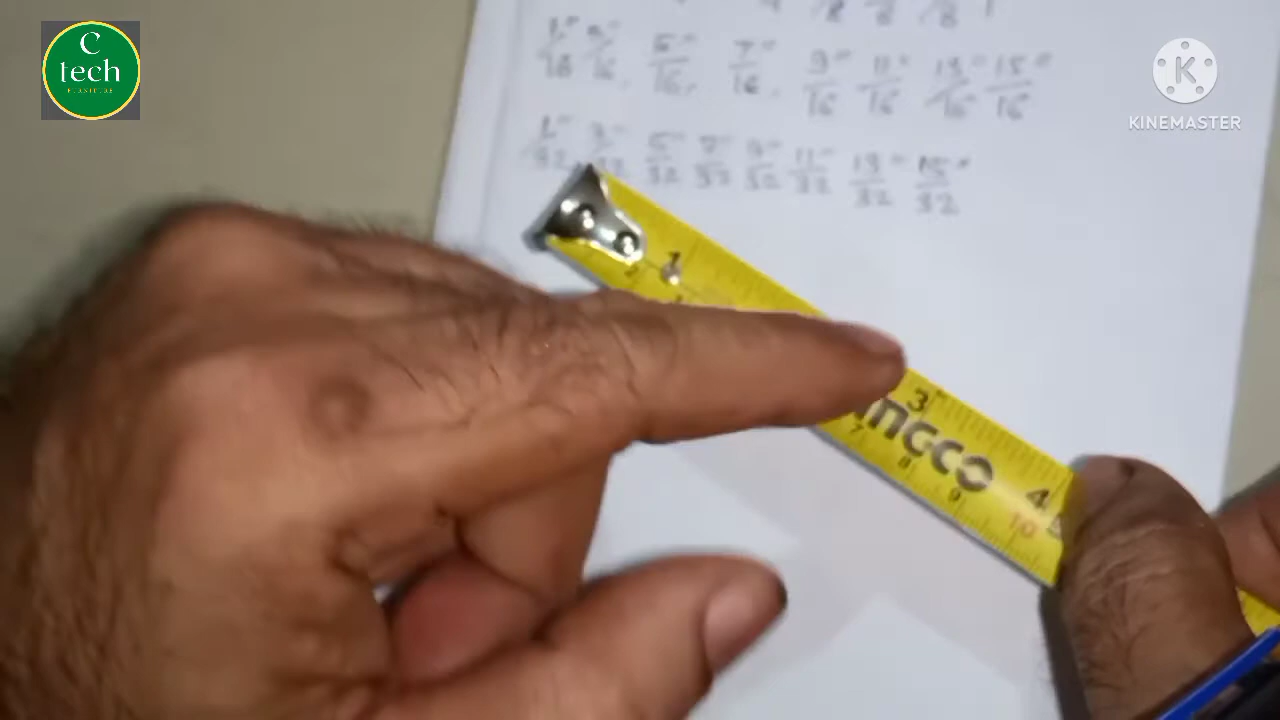 C
tech
FURNITURE
K
KINEMASTER
1" 3" 5" 7" 9" 11" 13" 15"
16 16, 16, 16, 16 16 16 16
1" 3" 5" 7" 9" 11" 13" 15"
32 32 32 32 32 32 32 32
1
2
3
7
8
9
4
10